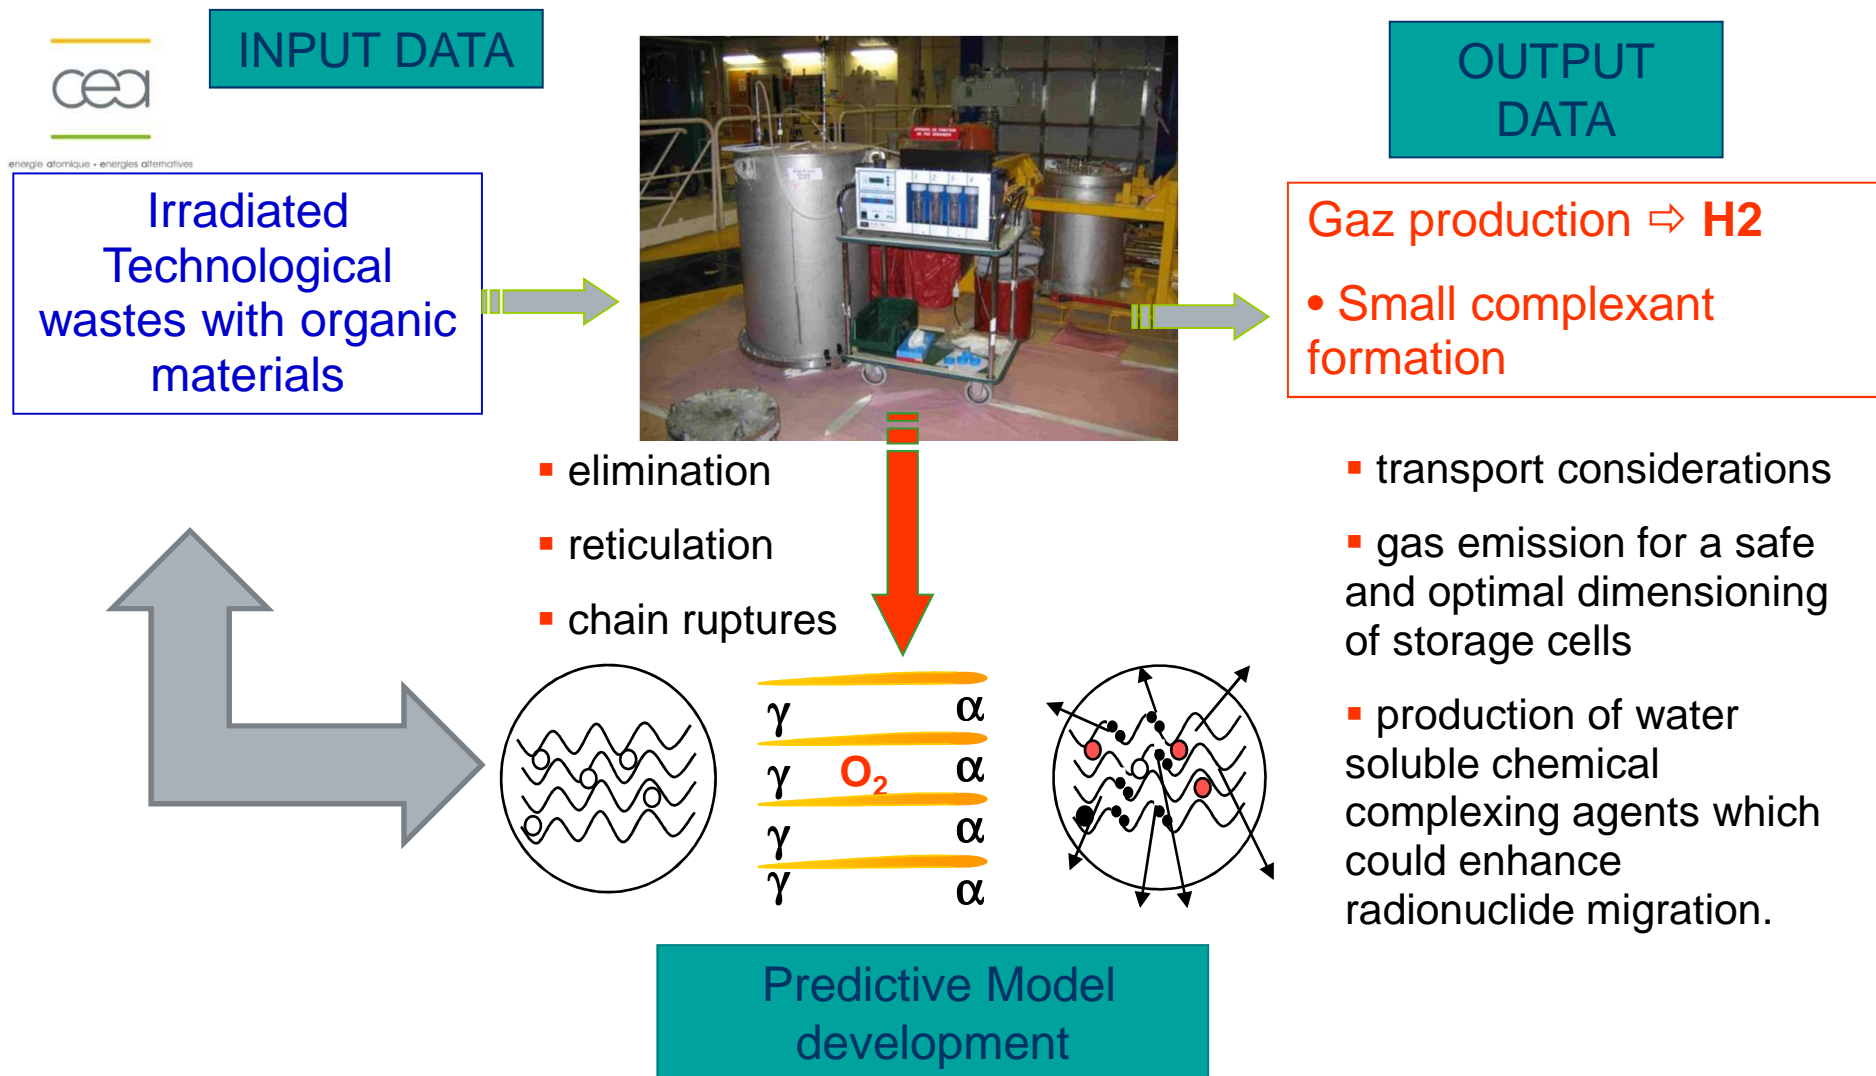 cea
energie atomique • energies alternatives
INPUT DATA
Irradiated
Technological
wastes with organic
materials
OUTPUT
DATA
Gaz production ⇨ H2
• Small complexant
formation
▪ elimination
▪ reticulation
▪ chain ruptures
▪ transport considerations
▪ gas emission for a safe
and optimal dimensioning
of storage cells
▪ production of water
soluble chemical
complexing agents which
could enhance
radionuclide migration.
γ α
γ O₂ α
γ α
γ α
Predictive Model
development